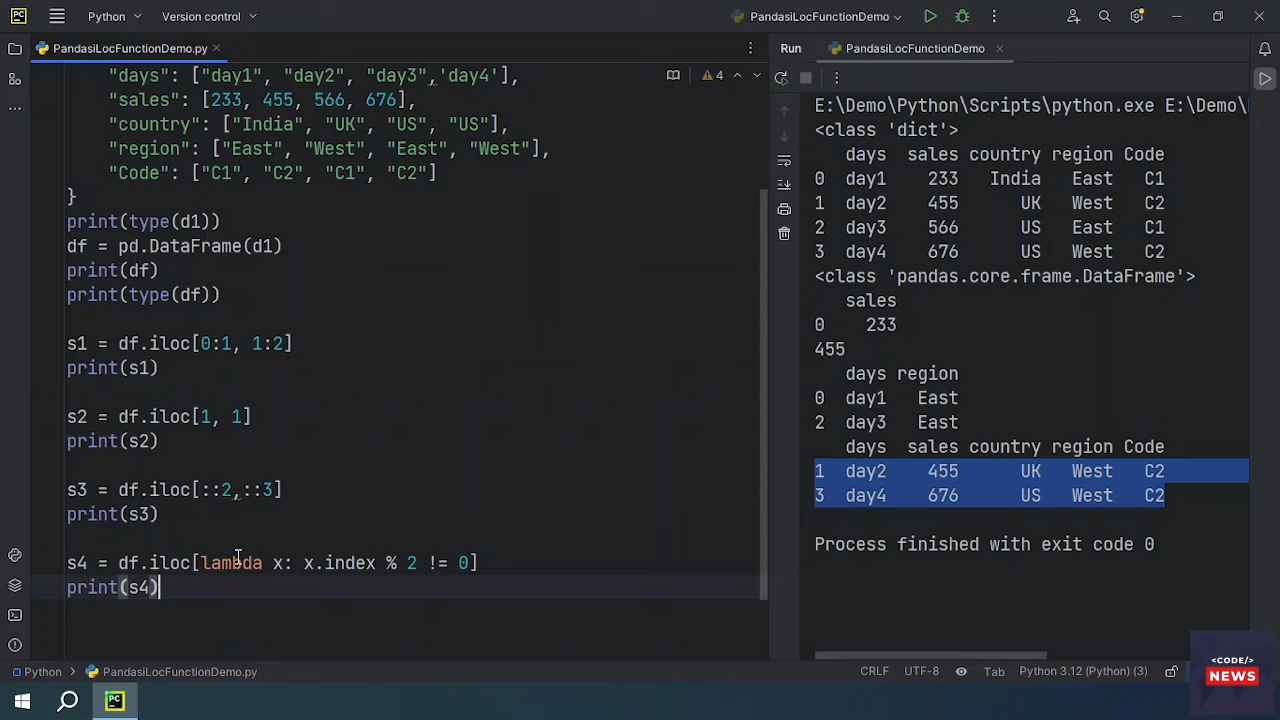 PC
Python
Version control
PandasiLocFunctionDemo
PandasiLocFunctionDemo.py
Run
PandasiLocFunctionDemo
4
"days": ["day1", "day2", "day3",'day4'],
"sales": [233, 455, 566, 676],
"country": ["India", "UK", "US", "US"],
"region": ["East", "West", "East", "West"],
"Code": ["C1", "C2", "C1", "C2"]
}
print(type(d1))
df = pd.DataFrame(d1)
print(df)
print(type(df))
s1 = df.iloc[0:1, 1:2]
print(s1)
s2 = df.iloc[1, 1]
print(s2)
s3 = df.iloc[::2,::3]
print(s3)
s4 = df.iloc[lambda x: x.index % 2 != 0]
print(s4)
E:\Demo\Python\Scripts\python.exe E:\Demo\
<class 'dict'>
days sales country region Code
0 day1 233 India East C1
1 day2 455 UK West C2
2 day3 566 US East C1
3 day4 676 US West C2
<class 'pandas.core.frame.DataFrame'>
sales
0 233
455
days region
0 day1 East
2 day3 East
days sales country region Code
1 day2 455 UK West C2
3 day4 676 US West C2
Process finished with exit code 0
Python
PandasiLocFunctionDemo.py
CRLF
UTF-8
Tab
Python 3.12 (Python) (3)
PC
<CODE/>
NEWS